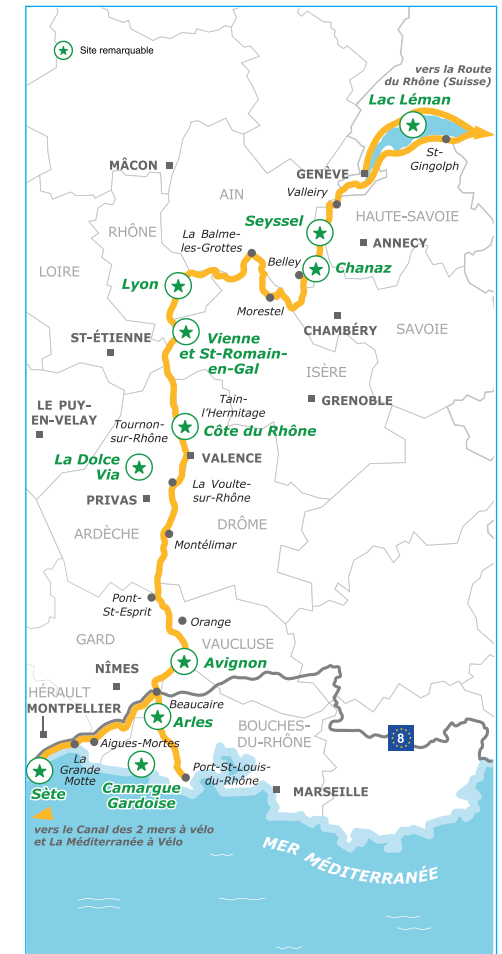 Site remarquable
vers la Route
du Rhône (Suisse)
Lac Léman
St-
Gingolph
MÂCON
GENÈVE
AIN
Valleiry
HAUTE-SAVOIE
Seyssel
RHÔNE
La Balme-
les-Grottes
ANNECY
Belley
Chanaz
LOIRE
Lyon
Morestel
CHAMBÉRY
SAVOIE
ST-ÉTIENNE
Vienne
et St-Romain-
en-Gal
ISÈRE
GRENOBLE
LE PUY-
EN-VELAY
Tain-
l'Hermitage
Tournon-
sur-Rhône
Côte du Rhône
La Dolce
Via
VALENCE
La Voulte-
sur-Rhône
PRIVAS
DRÔME
ARDÈCHE
Montélimar
Pont-
St-Esprit
Orange
GARD
VAUCLUSE
Avignon
NÎMES
HÉRAULT
MONTPELLIER
Beaucaire
Arles
BOUCHES-
DU-RHÔNE
8
Aigues-Mortes
La
Grande
Motte
Port-St-Louis-
du-Rhône
Camargue
Gardoise
Sète
MARSEILLE
vers le Canal des 2 mers à vélo
et La Méditerranée à Vélo
MER MÉDITERRANÉE